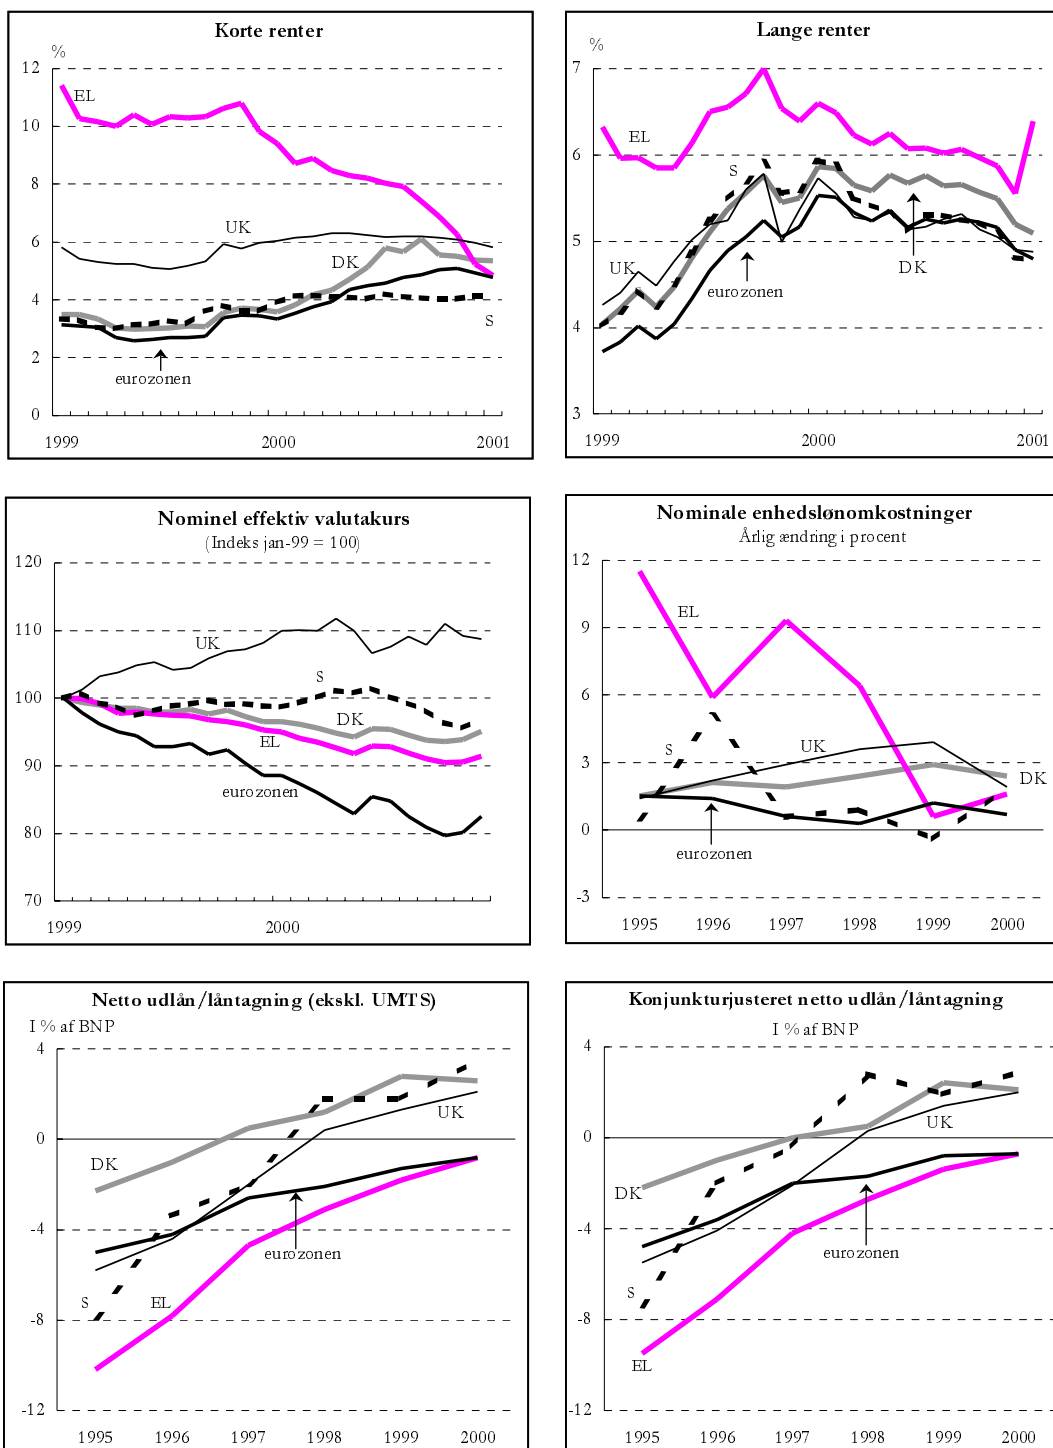 Korte renter
%
12
10
8
6
4
2
0
EL
UK
DK
S
eurozonen
1999 2000 2001
Lange renter
%
7
6
5
4
3
EL
S
UK
DK
eurozonen
1999 2000 2001
Nominel effektiv valutakurs
(Indeks jan-99 = 100)
120
110
100
90
80
70
UK
S
DK
EL
eurozonen
1999 2000
Nominale enhedslønomkostninger
Årlig ændring i procent
12
9
6
3
0
-3
EL
S
UK
DK
eurozonen
1995 1996 1997 1998 1999 2000
Netto udlån/låntagning (ekskl. UMTS)
I % af BNP
4
0
-4
-8
-12
UK
DK
eurozonen
S
EL
1995 1996 1997 1998 1999 2000
Konjunkturjusteret netto udlån/låntagning
I % af BNP
4
0
-4
-8
-12
UK
DK
eurozonen
S
EL
1995 1996 1997 1998 1999 2000